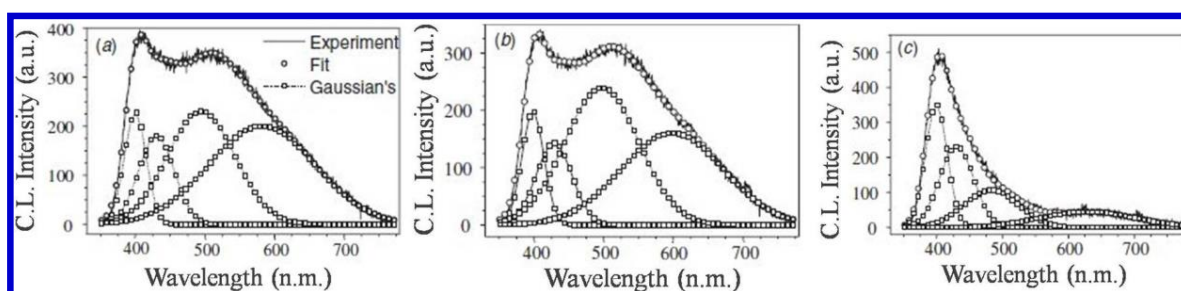 C.L. Intensity (a.u.)
400
300
200
100
0
(a)
Experiment
Fit
Gaussian's
400 500 600 700
Wavelength (n.m.)
C.L. Intensity (a.u.)
300
200
100
0
(b)
400 500 600 700
Wavelength (n.m.)
C.L. Intensity (a.u.)
500
400
300
200
100
0
(c)
400 500 600 700
Wavelength (n.m.)